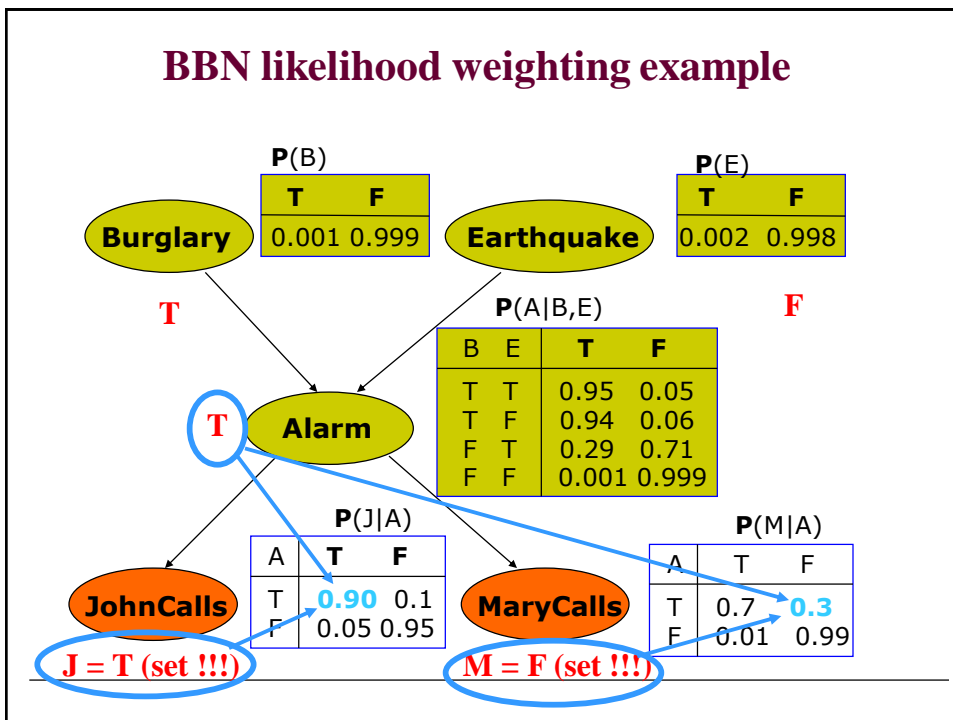 BBN likelihood weighting example
P(B)
T F
0.001 0.999
P(E)
T F
0.002 0.998
Burglary
Earthquake
T
F
P(A|B,E)
B E T F
T T 0.95 0.05
T F 0.94 0.06
F T 0.29 0.71
F F 0.001 0.999
T
Alarm
P(J|A)
A T F
T 0.90 0.1
F 0.05 0.95
P(M|A)
A T F
T 0.7 0.3
F 0.01 0.99
JohnCalls
MaryCalls
J = T (set !!!)
M = F (set !!!)